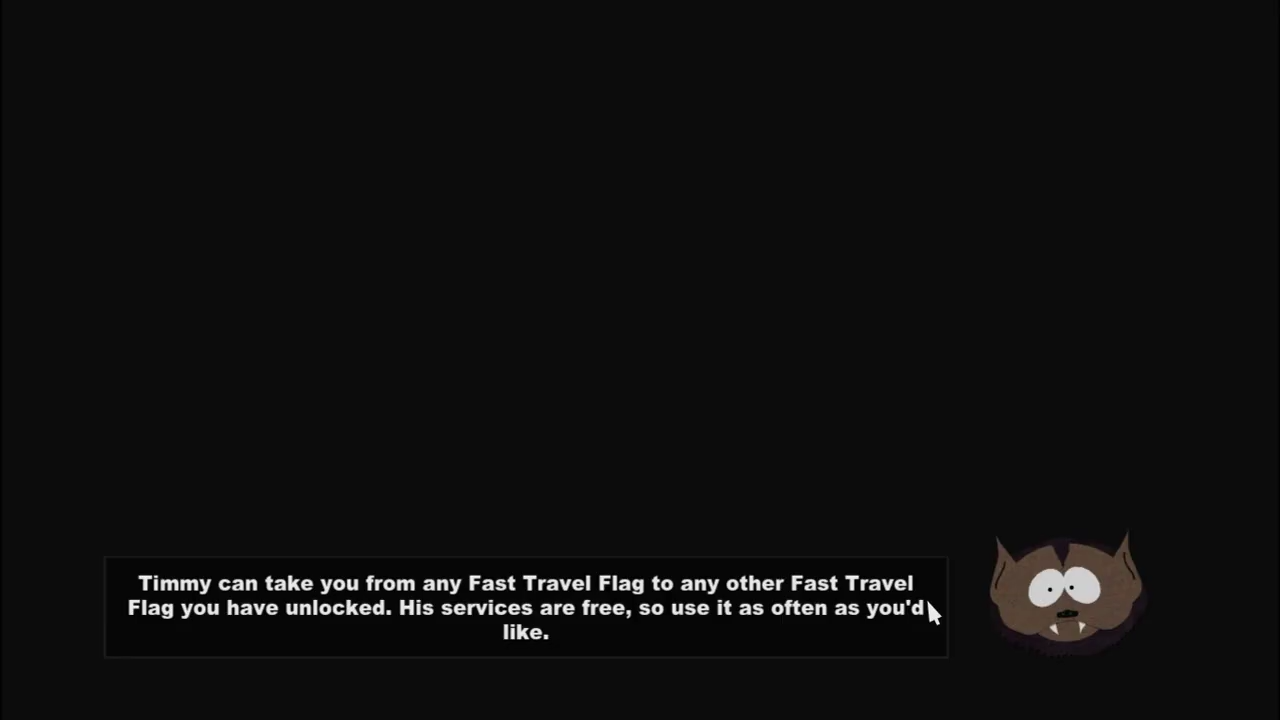 Timmy can take you from any Fast Travel Flag to any other Fast Travel
Flag you have unlocked. His services are free, so use it as often as you'd
like.